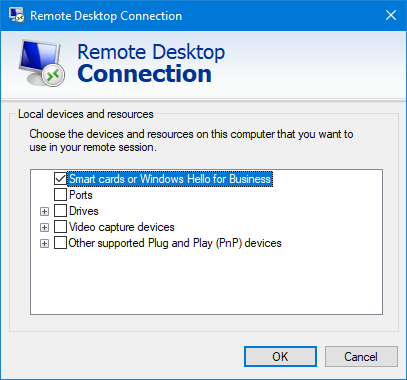 Remote Desktop Connection
Remote Desktop
Connection
Local devices and resources
Choose the devices and resources on this computer that you want to
use in your remote session.
Smart cards or Windows Hello for Business
Ports
Drives
Video capture devices
Other supported Plug and Play (PnP) devices
OK
Cancel